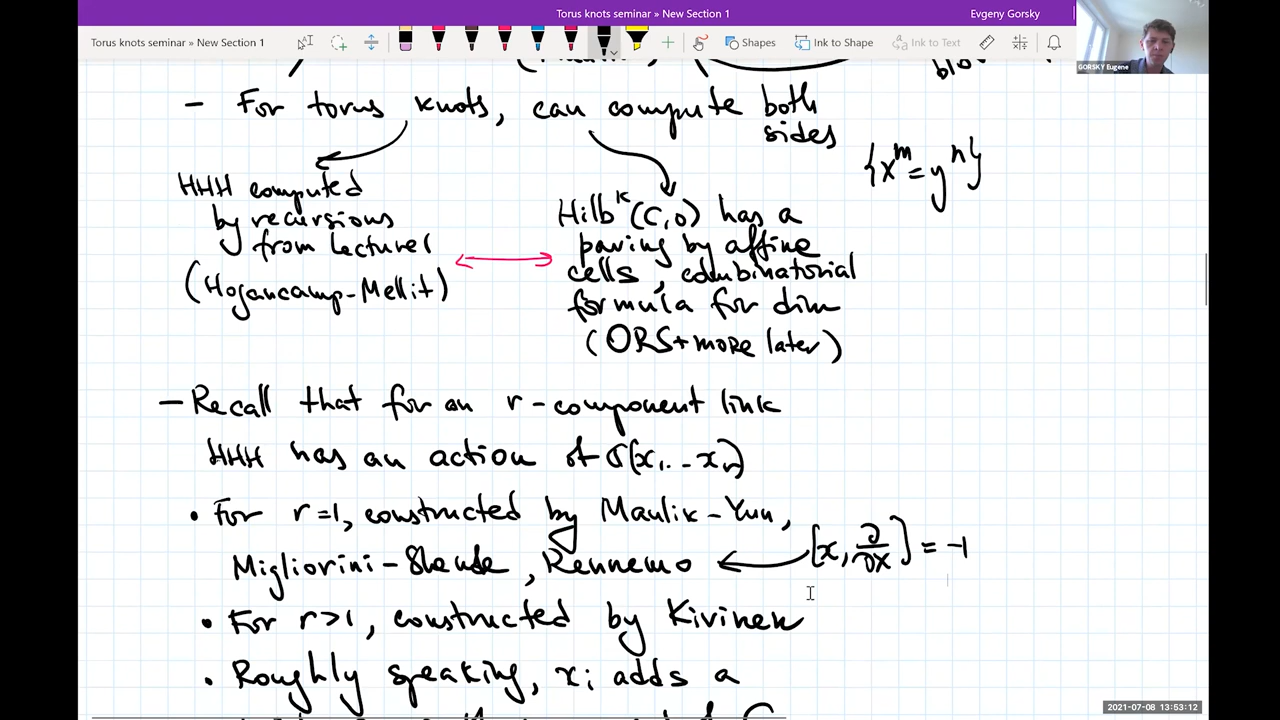 Torus knots seminar » New Section 1
Evgeny Gorsky
Torus knots seminar » New Section 1
Shapes
Ink to Shape
Ink to Text
GORSKY Eugene
- For torus knots, can compute both
sides
{x^m = y^n}
HHH computed
by recursions
from Lecture 1
(Hogancamp-Mellit)
Hilb^k (C,0) has a
paving by affine
cells, combinatorial
formula for dim
(ORS + more later)
- Recall that for an r-component link
HHH has an action of C[x1...xr]
• For r=1, constructed by Maulik-Yun,
Migliorini-Shende, Rennemo
[x, ∂/∂x] = -1
• For r>1, constructed by Kivinen
• Roughly speaking, xi adds a
2021-07-08 13:53:12